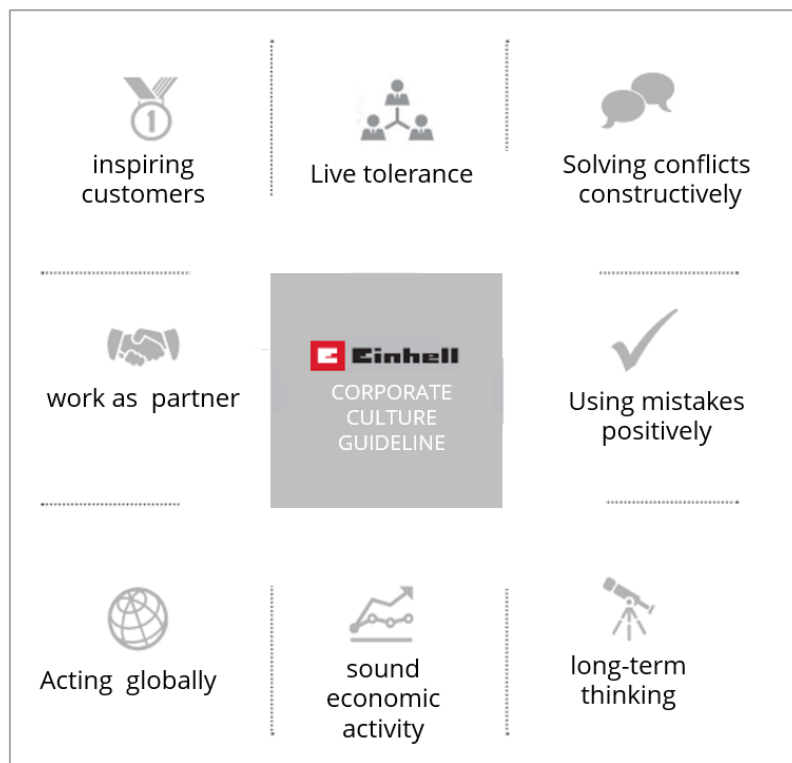 1
inspiring
customers
Live tolerance
Solving conflicts
constructively
work as partner
Einhell
CORPORATE
CULTURE
GUIDELINE
Using mistakes
positively
Acting globally
sound
economic
activity
long-term
thinking